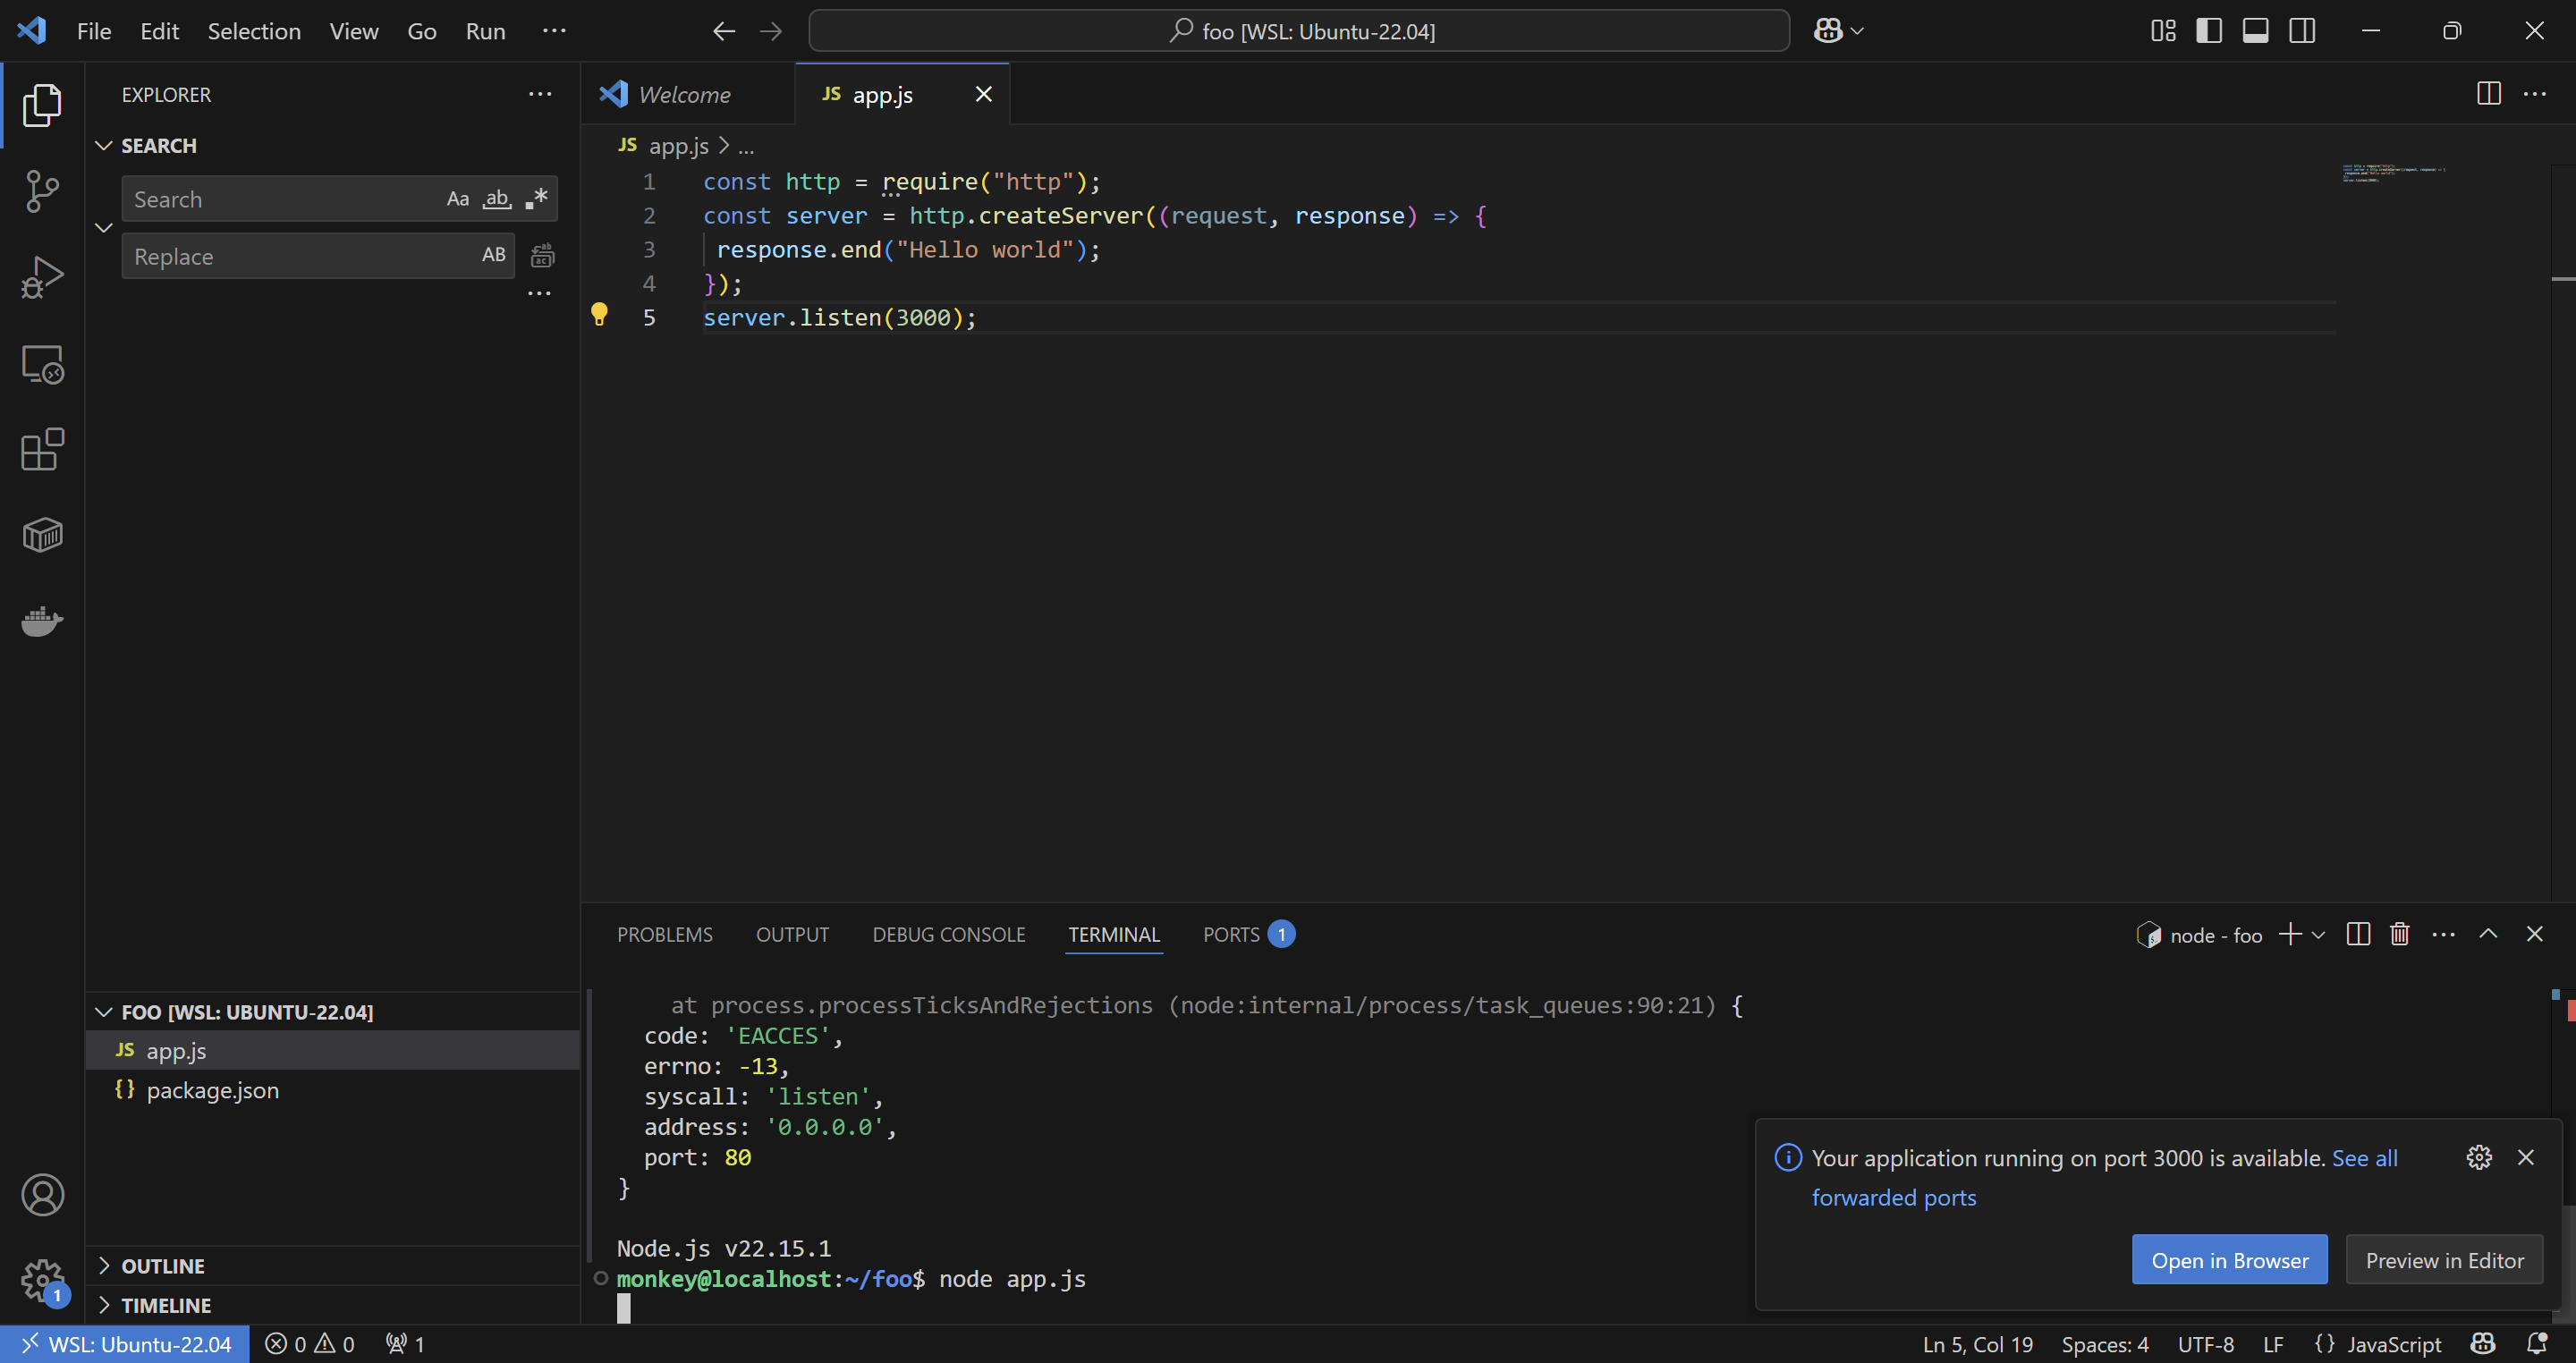 File Edit Selection View Go Run ...
foo [WSL: Ubuntu-22.04]
EXPLORER
SEARCH
Search Aa ab .*
Replace AB
FOO [WSL: UBUNTU-22.04]
JS app.js
{} package.json
OUTLINE
TIMELINE
1
Welcome
JS app.js
JS app.js > ...
1 const http = require("http");
2 const server = http.createServer((request, response) => {
3 response.end("Hello world");
4 });
5 server.listen(3000);
PROBLEMS OUTPUT DEBUG CONSOLE TERMINAL PORTS 1
node - foo
at process.processTicksAndRejections (node:internal/process/task_queues:90:21) {
code: 'EACCES',
errno: -13,
syscall: 'listen',
address: '0.0.0.0',
port: 80
}
Node.js v22.15.1
monkey@localhost:~/foo$ node app.js
Your application running on port 3000 is available. See all
forwarded ports
Open in Browser Preview in Editor
WSL: Ubuntu-22.04 0 0 1
Ln 5, Col 19 Spaces: 4 UTF-8 LF {} JavaScript